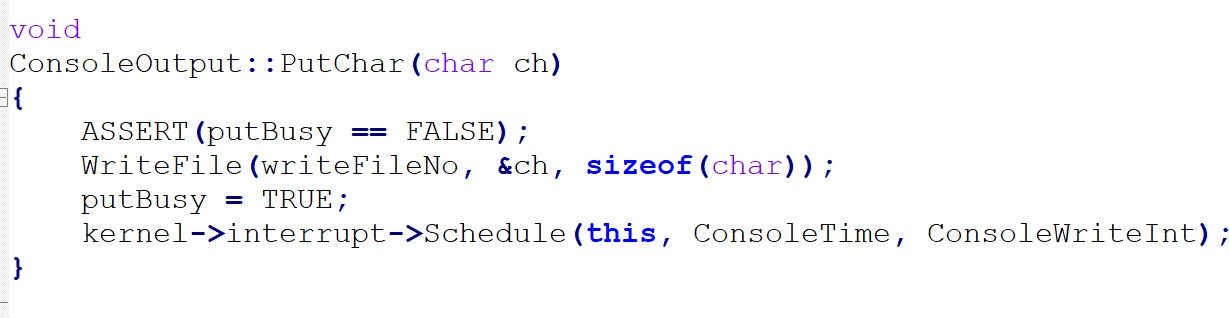 void
ConsoleOutput::PutChar(char ch)
{
    ASSERT(putBusy == FALSE);
    WriteFile(writeFileNo, &ch, sizeof(char));
    putBusy = TRUE;
    kernel->interrupt->Schedule(this, ConsoleTime, ConsoleWriteInt);
}